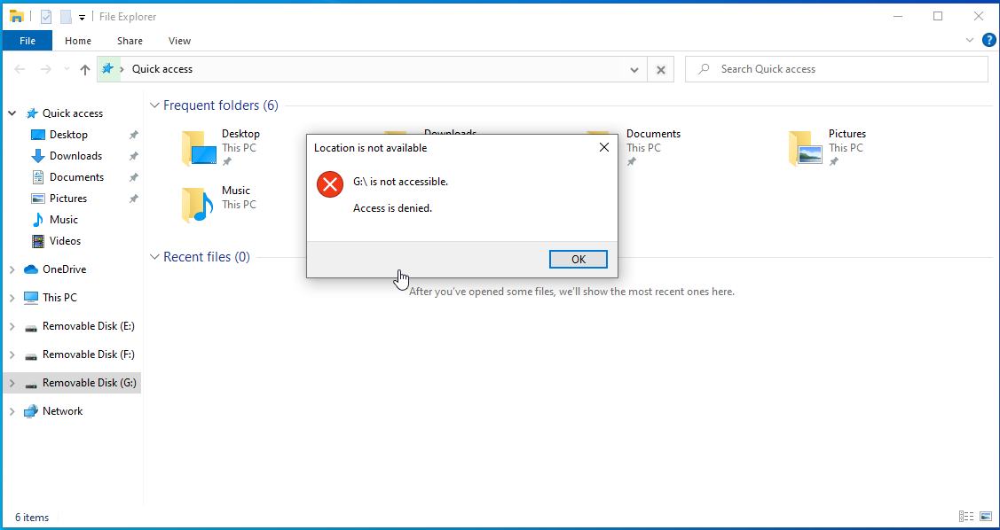 File Explorer
File Home Share View
Quick access
Search Quick access
Quick access
Desktop
Downloads
Documents
Pictures
Music
Videos
OneDrive
This PC
Removable Disk (E:)
Removable Disk (F:)
Removable Disk (G:)
Network
Frequent folders (6)
Desktop
This PC
Downloads
Documents
This PC
Pictures
This PC
Music
This PC
Location is not available
G:\ is not accessible.
Access is denied.
OK
Recent files (0)
After you've opened some files, we'll show the most recent ones here.
6 items